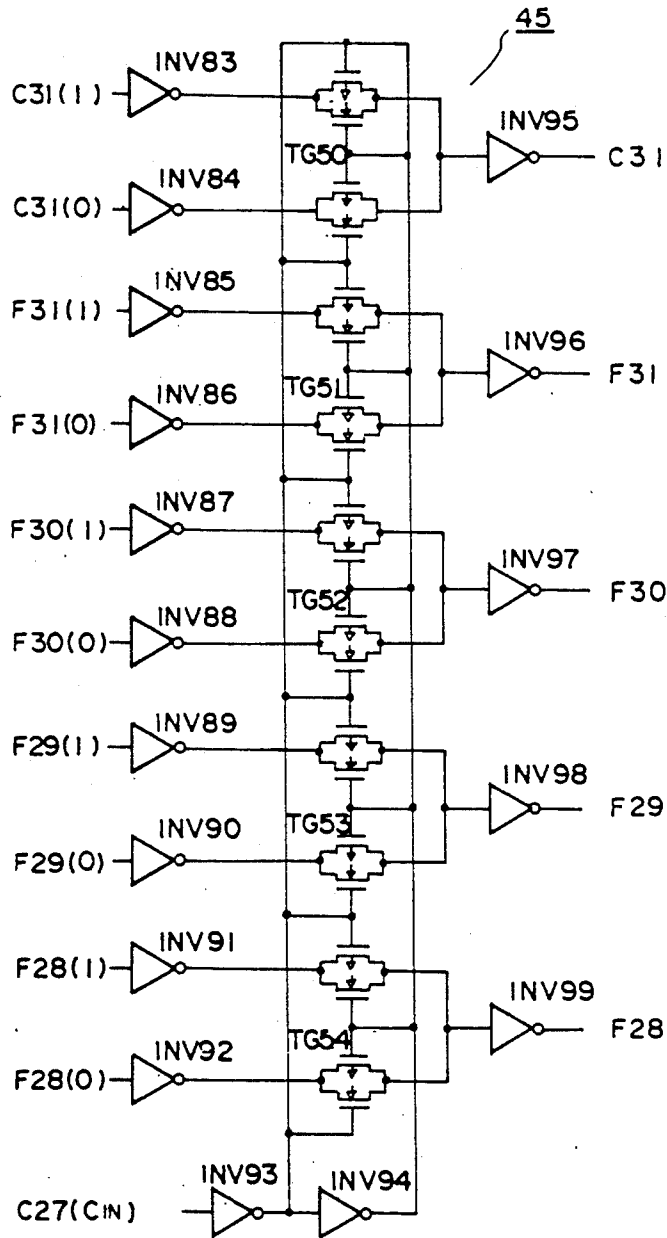 45
INV83
C31(1)
INV95
C31
TG50
INV84
C31(0)
INV85
F31(1)
INV96
F31
TG51
INV86
F31(0)
INV87
F30(1)
INV97
F30
TG52
INV88
F30(0)
INV89
F29(1)
INV98
F29
TG53
INV90
F29(0)
INV91
F28(1)
INV99
F28
TG54
INV92
F28(0)
INV93
INV94
C27(CIN)